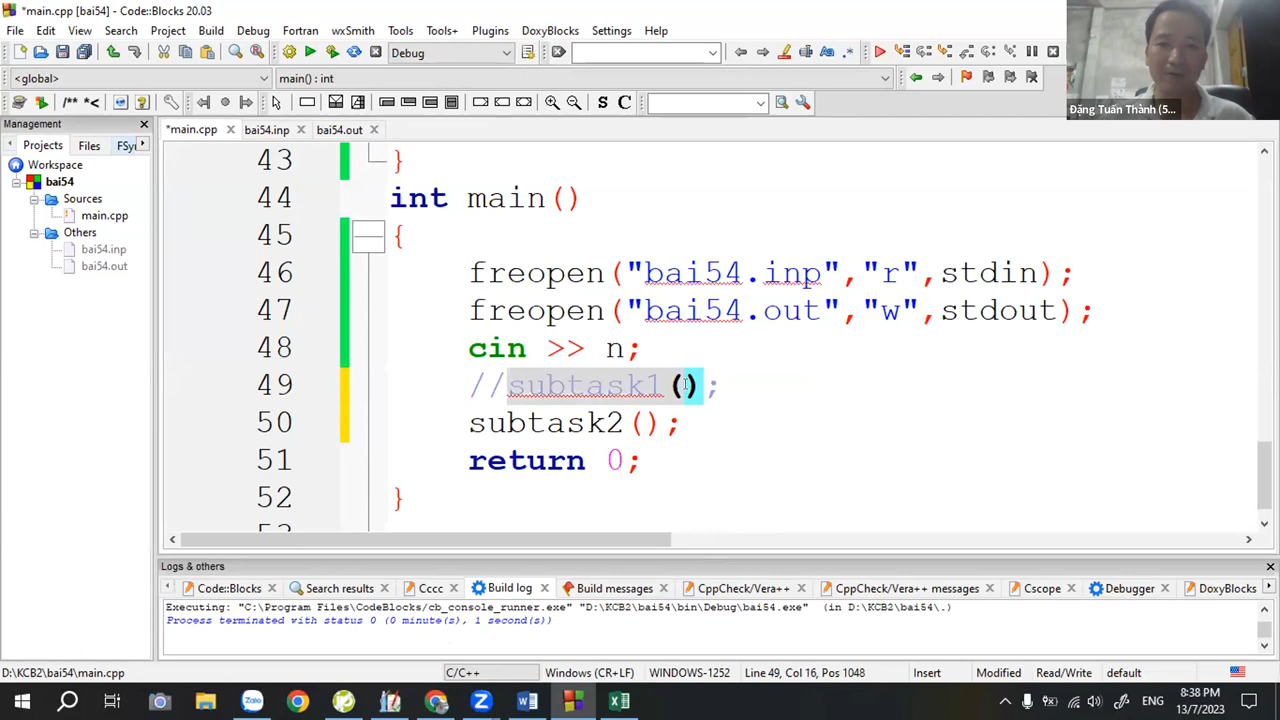 *main.cpp [bai54] - Code::Blocks 20.03
File Edit View Search Project Build Debug Fortran wxSmith Tools Tools+ Plugins DoxyBlocks Settings Help
Debug
<global> main() : int
/** *< S C
Management
Projects Files FSy
Workspace
bai54
Sources
main.cpp
Others
bai54.inp
bai54.out
*main.cpp bai54.inp bai54.out
43 }
44 int main()
45 {
46 freopen("bai54.inp","r",stdin);
47 freopen("bai54.out","w",stdout);
48 cin >> n;
49 //subtask1();
50 subtask2();
51 return 0;
52 }
Đặng Tuấn Thành (5...
Logs & others
Code::Blocks Search results Cccc Build log Build messages CppCheck/Vera++ CppCheck/Vera++ messages Cscope Debugger DoxyBlocks
Executing: "C:\Program Files\CodeBlocks/cb_console_runner.exe" "D:\KCB2\bai54\bin\Debug\bai54.exe" (in D:\KCB2\bai54\.)
Process terminated with status 0 (0 minute(s), 1 second(s))
D:\KCB2\bai54\main.cpp C/C++ Windows (CR+LF) WINDOWS-1252 Line 49, Col 16, Pos 1048 Insert Modified Read/Write default
Zalo
ENG
8:38 PM
13/7/2023